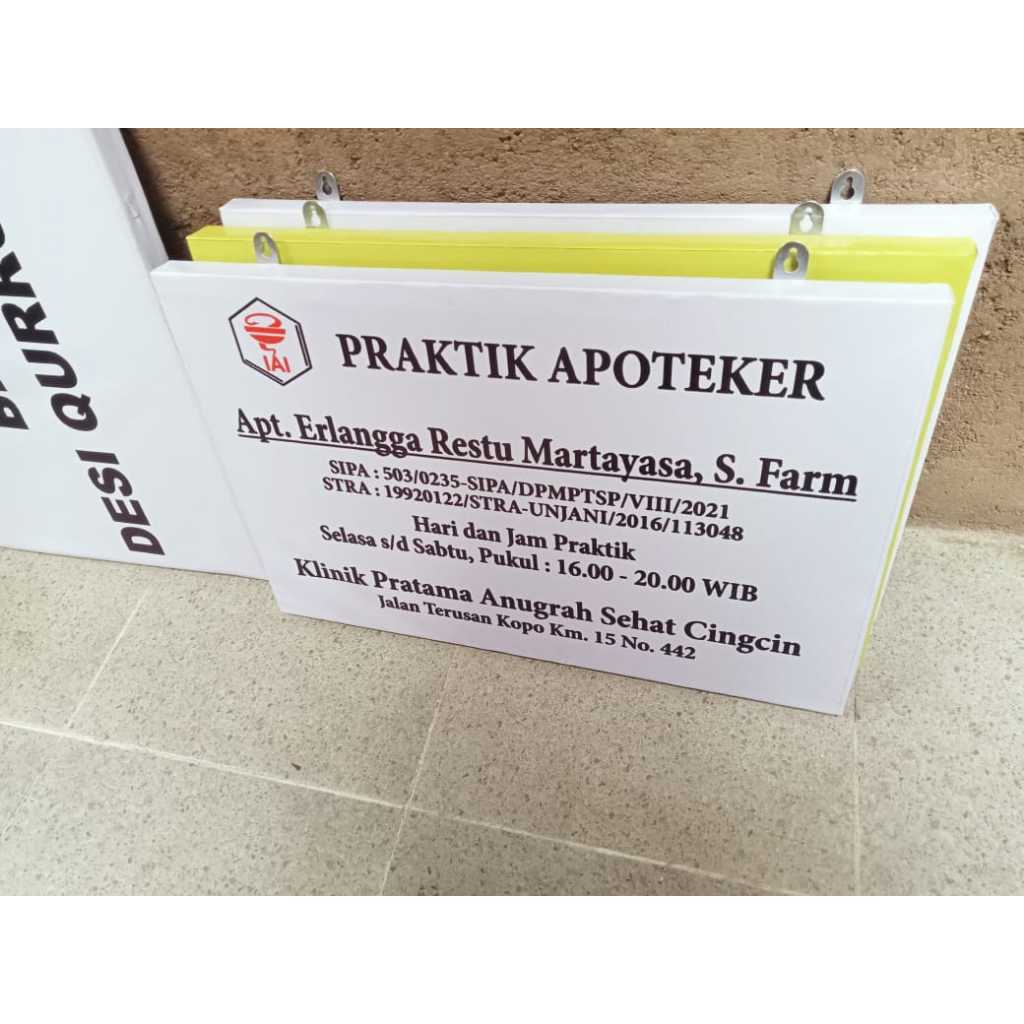 IAI
PRAKTIK APOTEKER
Apt. Erlangga Restu Martayasa, S. Farm
SIPA : 503/0235-SIPA/DPMPTSP/VIII/2021
STRA : 19920122/STRA-UNJANI/2016/113048
Hari dan Jam Praktik
Selasa s/d Sabtu, Pukul : 16.00 - 20.00 WIB
Klinik Pratama Anugrah Sehat Cingcin
Jalan Terusan Kopo Km. 15 No. 442
DESI QURR